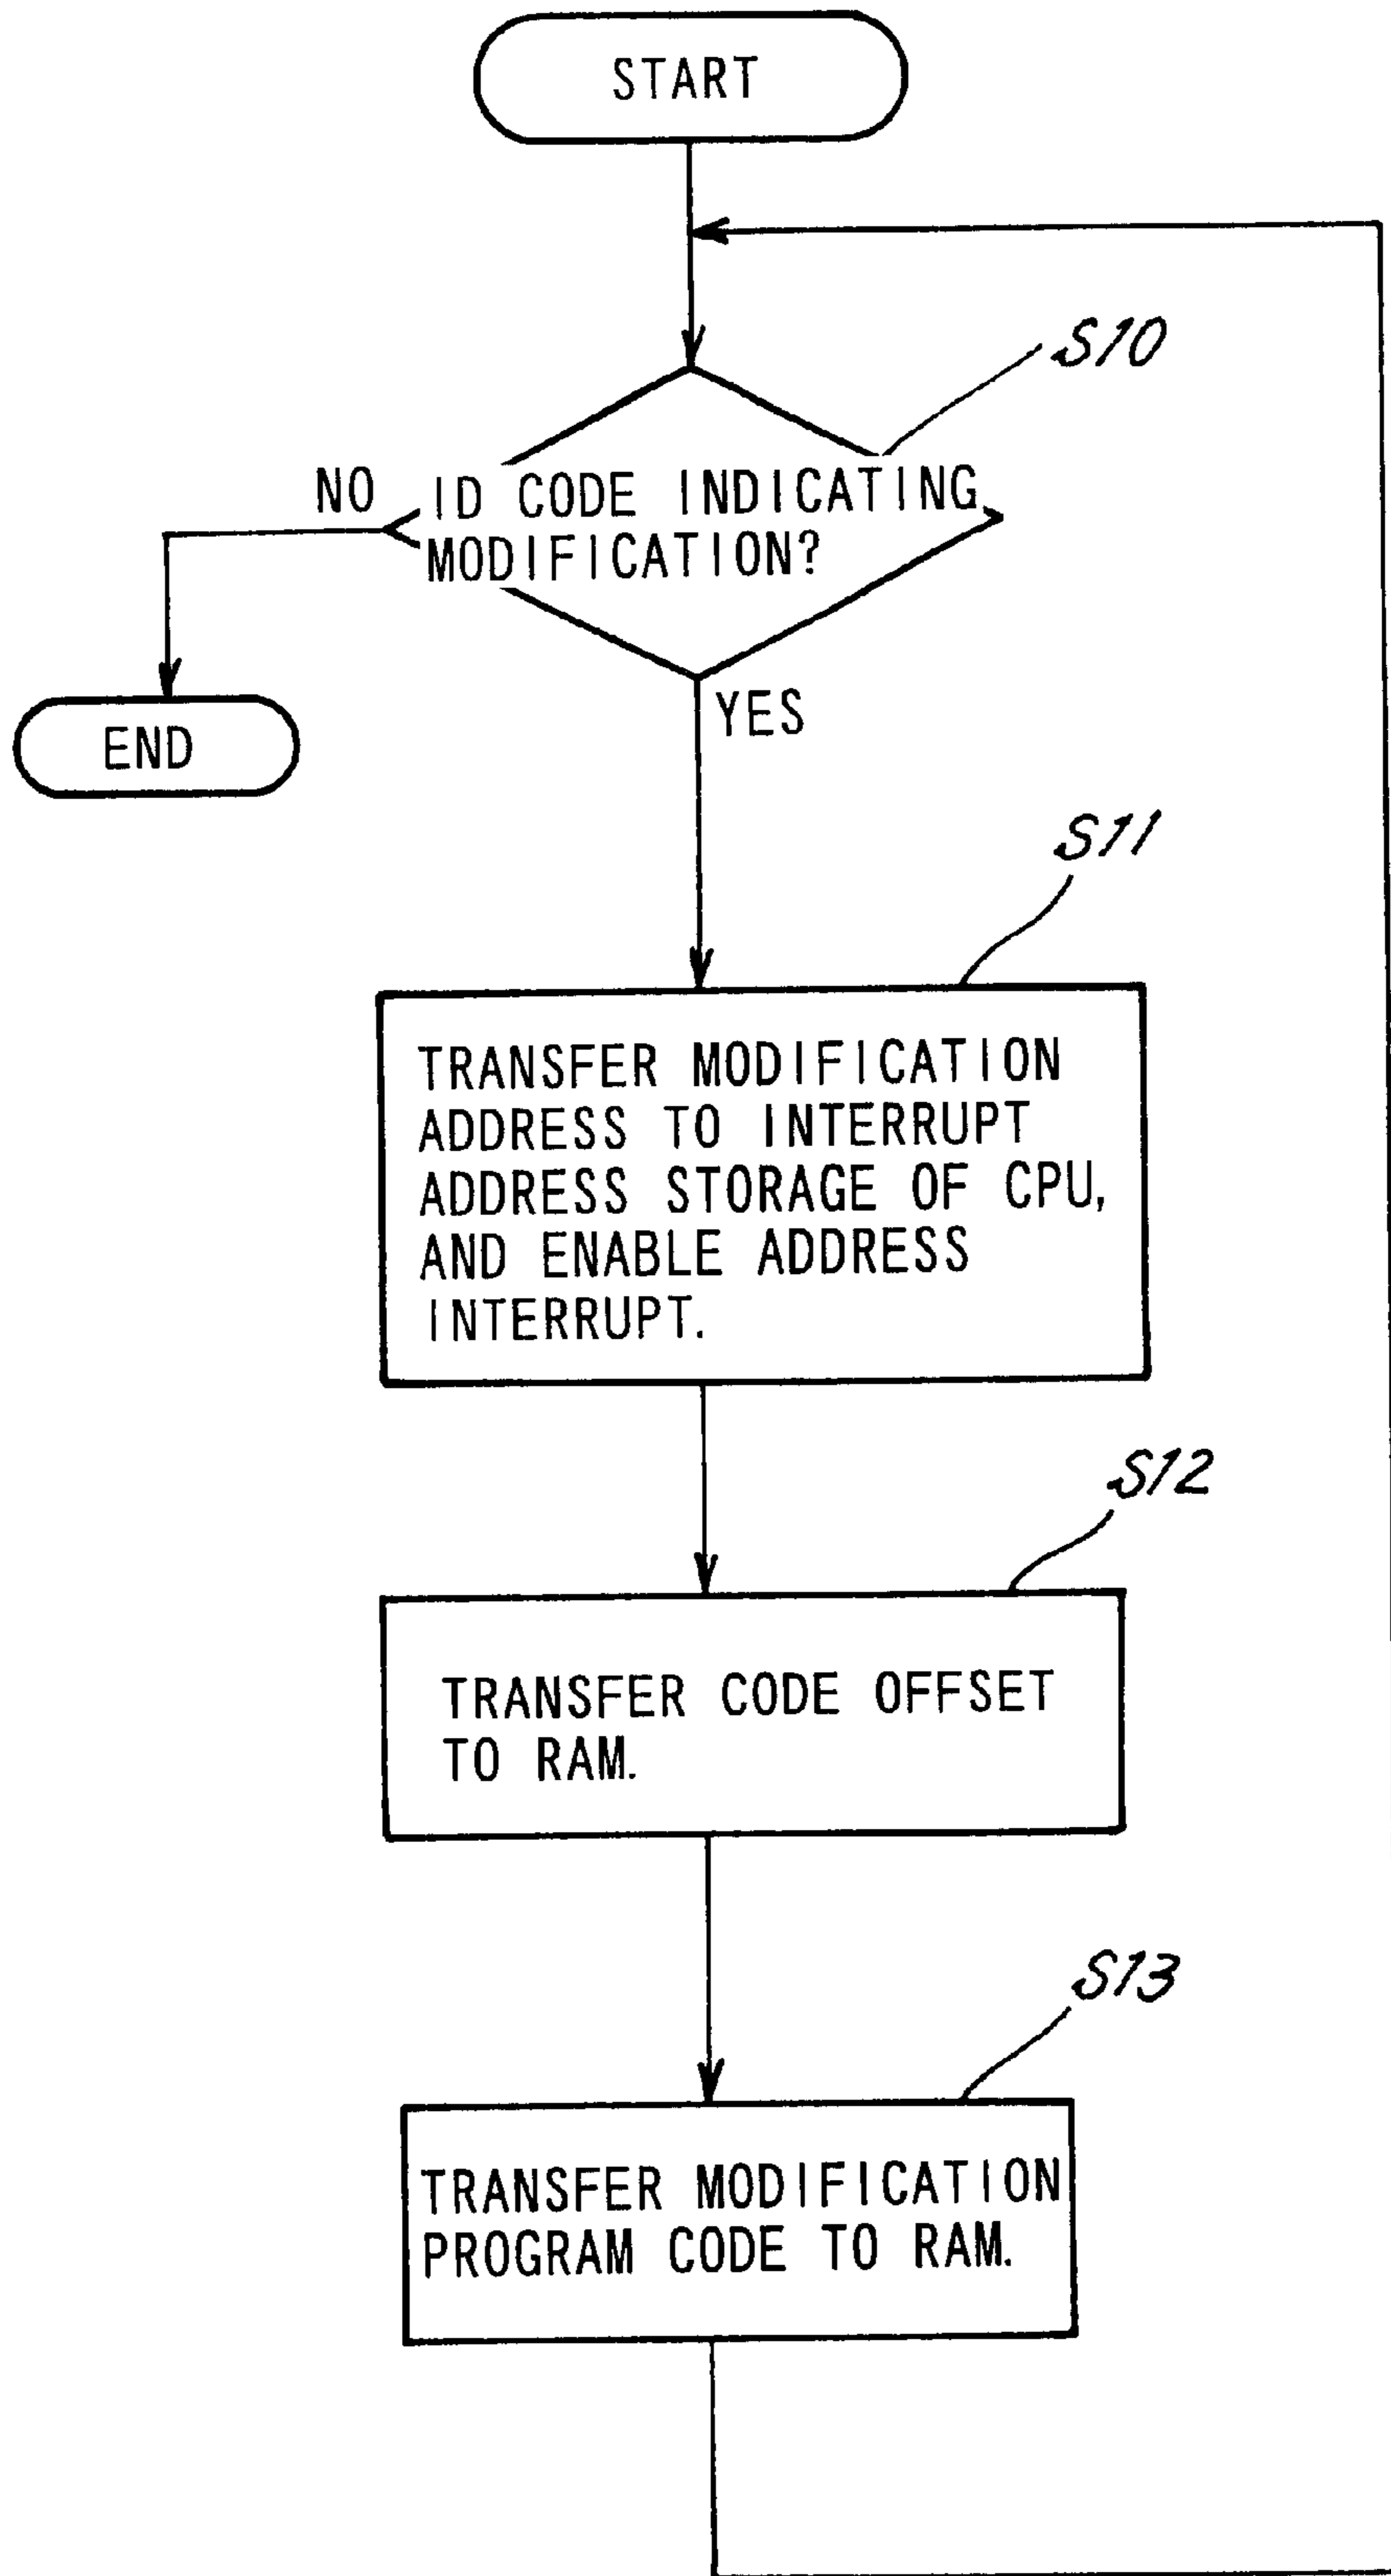 START
S10
NO
ID CODE INDICATING
MODIFICATION?
END
YES
S11
TRANSFER MODIFICATION
ADDRESS TO INTERRUPT
ADDRESS STORAGE OF CPU,
AND ENABLE ADDRESS
INTERRUPT.
S12
TRANSFER CODE OFFSET
TO RAM.
S13
TRANSFER MODIFICATION
PROGRAM CODE TO RAM.